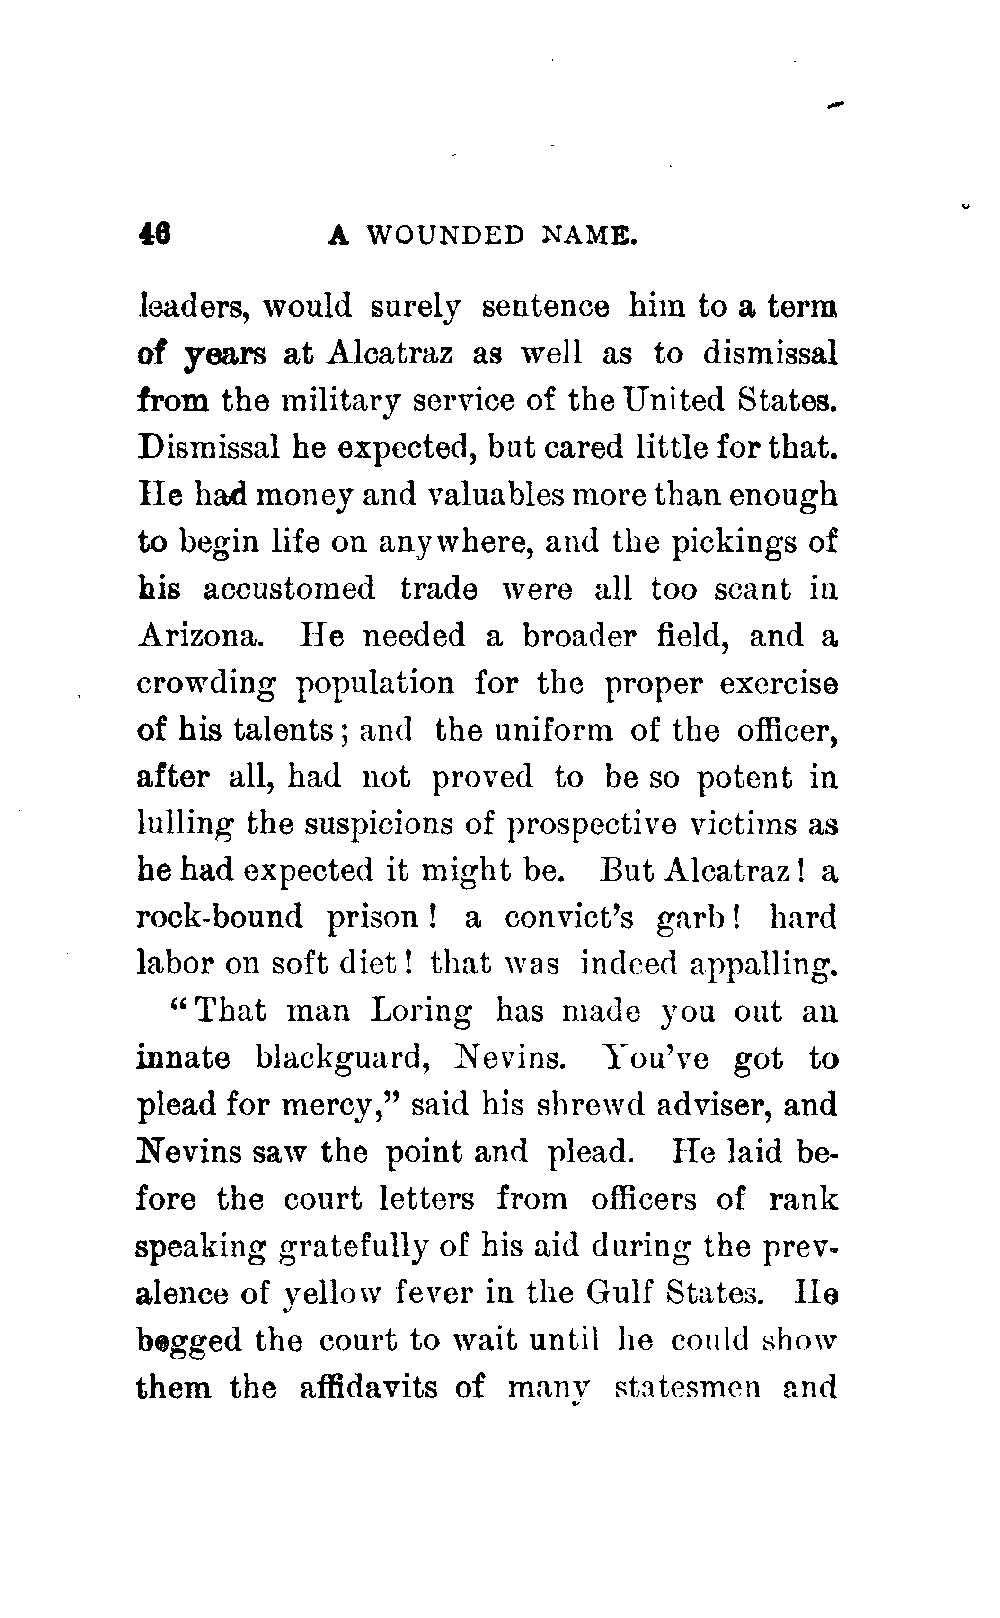 46 A WOUNDED NAME.
leaders, would surely sentence him to a term
of years at Alcatraz as well as to dismissal
from the military service of the United States.
Dismissal he expected, but cared little for that.
He had money and valuables more than enough
to begin life on anywhere, and the pickings of
his accustomed trade were all too scant in
Arizona. He needed a broader field, and a
crowding population for the proper exercise
of his talents; and the uniform of the officer,
after all, had not proved to be so potent in
lulling the suspicions of prospective victims as
he had expected it might be. But Alcatraz! a
rock-bound prison! a convict's garb! hard
labor on soft diet! that was indeed appalling.
"That man Loring has made you out an
innate blackguard, Nevins. You've got to
plead for mercy," said his shrewd adviser, and
Nevins saw the point and plead. He laid be-
fore the court letters from officers of rank
speaking gratefully of his aid during the prev-
alence of yellow fever in the Gulf States. He
begged the court to wait until he could show
them the affidavits of many statesmen and